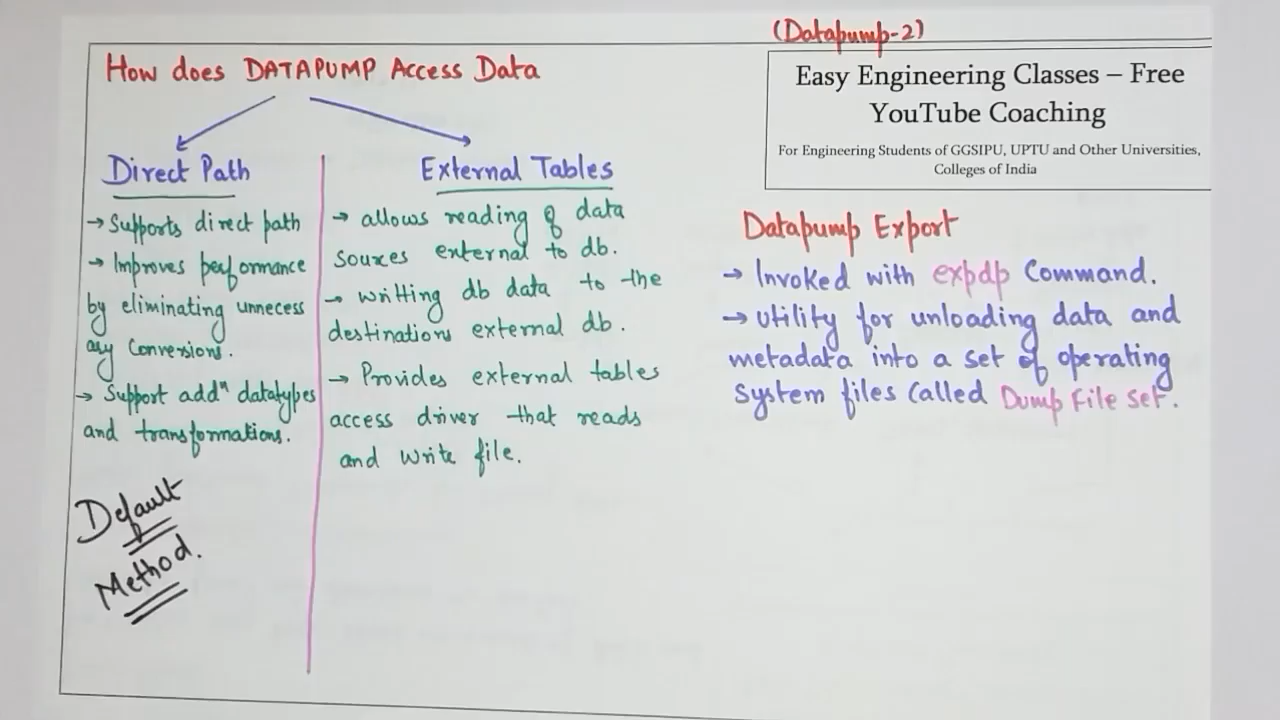 (Datapump-2)
How does DATAPUMP Access Data
Easy Engineering Classes – Free
YouTube Coaching
For Engineering Students of GGSIPU, UPTU and Other Universities,
Colleges of India
Direct Path
→ Supports direct path
→ Improves performance
by eliminating unnecess
ary Conversions.
→ Support addⁿ datatypes
and transformations.
Default
Method.
External Tables
→ allows reading of data
sources external to db.
→ writting db data to the
destinations external db.
→ Provides external tables
access driver that reads
and write file.
Datapump Export
→ Invoked with expdp Command.
→ Utility for unloading data and
metadata into a set of operating
System files called Dump File Set.